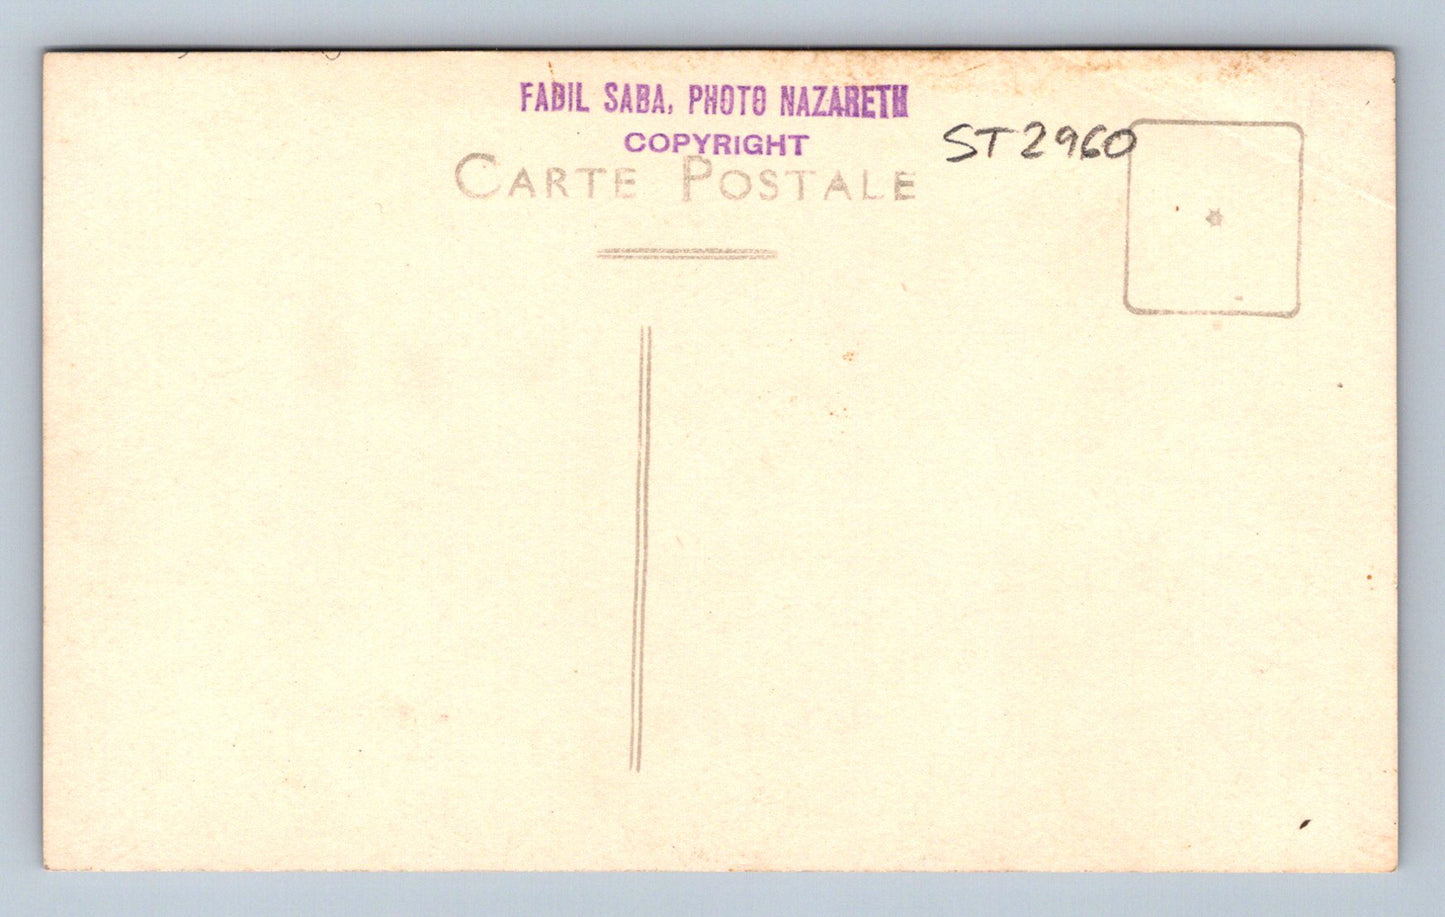 FADIL SABA, PHOTO NAZARETH
COPYRIGHT
ST2960
CARTE POSTALE